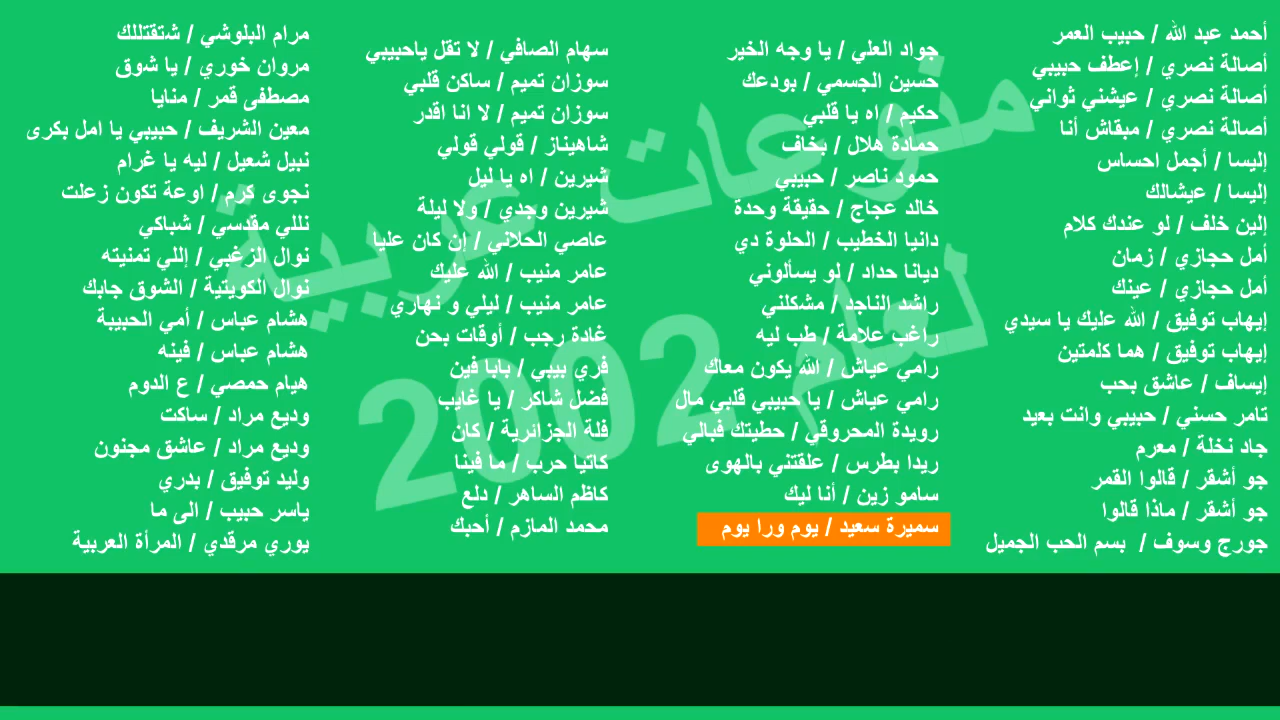 أحمد عبد الله / حبيب العمر
أصالة نصري / إعطف حبيبي
أصالة نصري / عيشني ثواني
أصالة نصري / مبقاش أنا
إليسا / أجمل احساس
إليسا / عيشالك
إلين خلف / لو عندك كلام
أمل حجازي / زمان
أمل حجازي / عينك
إيهاب توفيق / الله عليك يا سيدي
إيهاب توفيق / هما كلمتين
إيساف / عاشق بحب
تامر حسني / حبيبي وانت بعيد
جاد نخلة / معرم
جو أشقر / قالوا القمر
جو أشقر / ماذا قالوا
جورج وسوف / بسم الحب الجميل
جواد العلي / يا وجه الخير
حسين الجسمي / بودعك
حكيم / اه يا قلبي
حمادة هلال / بخاف
حمود ناصر / حبيبي
خالد عجاج / حقيقة وحدة
دانيا الخطيب / الحلوة دي
ديانا حداد / لو يسألوني
راشد الناجد / مشكلني
راغب علامة / طب ليه
رامي عياش / الله يكون معاك
رامي عياش / يا حبيبي قلبي مال
رويدة المحروقي / حطيتك فبالي
ريدا بطرس / علقتني بالهوى
سامو زين / أنا ليك
سميرة سعيد / يوم ورا يوم
سهام الصافي / لا تقل ياحبيبي
سوزان تميم / ساكن قلبي
سوزان تميم / لا انا اقدر
شاهيناز / قولي قولي
شيرين / اه يا ليل
شيرين وجدي / ولا ليلة
عاصي الحلاني / إن كان عليا
عامر منيب / الله عليك
عامر منيب / ليلي و نهاري
غادة رجب / أوقات بحن
فري بيبي / بابا فين
فضل شاكر / يا غايب
فلة الجزائرية / كان
كاتيا حرب / ما فينا
كاظم الساهر / دلع
محمد المازم / أحبك
مرام البلوشي / شتقتللك
مروان خوري / يا شوق
مصطفى قمر / منايا
معين الشريف / حبيبي يا امل بكرى
نبيل شعيل / ليه يا غرام
نجوى كرم / اوعة تكون زعلت
نللي مقدسي / شباكي
نوال الزغبي / إللي تمنيته
نوال الكويتية / الشوق جابك
هشام عباس / أمي الحبيبة
هشام عباس / فينه
هيام حمصي / ع الدوم
وديع مراد / ساكت
وديع مراد / عاشق مجنون
وليد توفيق / بدري
ياسر حبيب / الى ما
يوري مرقدي / المرأة العربية
منوعات عربية
لعام 2002